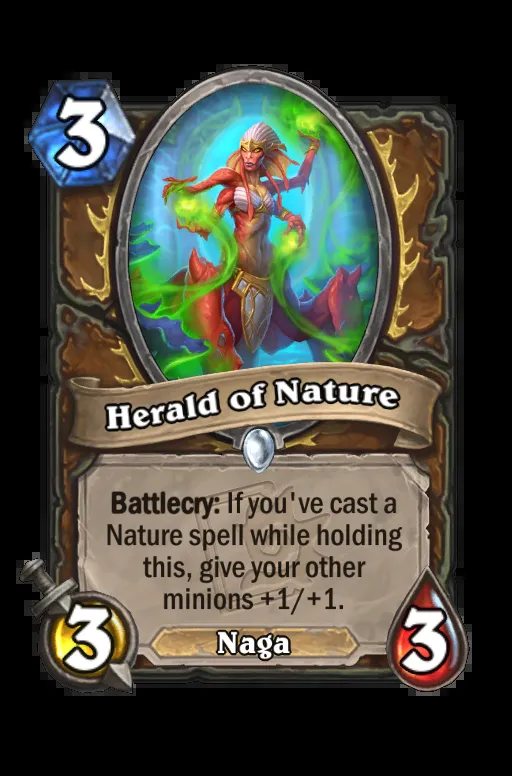 3
Herald of Nature
Battlecry: If you've cast a
Nature spell while holding
this, give your other
minions +1/+1.
3
Naga
3